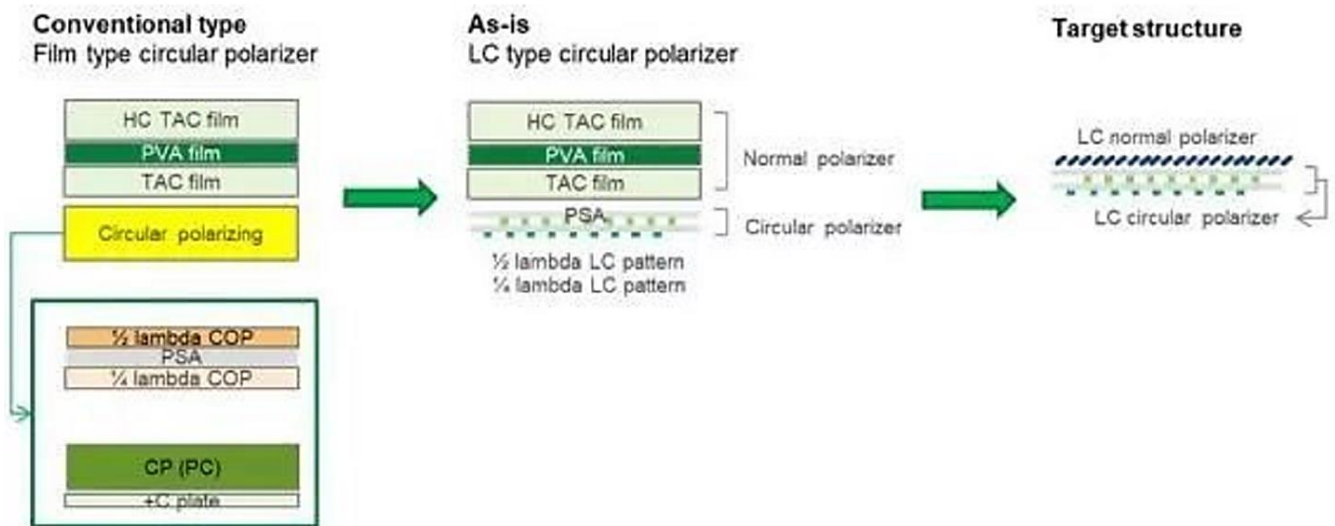 Conventional type
Film type circular polarizer
HC TAC film
PVA film
TAC film
Circular polarizing
½ lambda COP
PSA
¼ lambda COP
CP (PC)
+C plate
As-is
LC type circular polarizer
HC TAC film
PVA film
TAC film
Normal polarizer
PSA
Circular polarizer
½ lambda LC pattern
¼ lambda LC pattern
Target structure
LC normal polarizer
LC circular polarizer